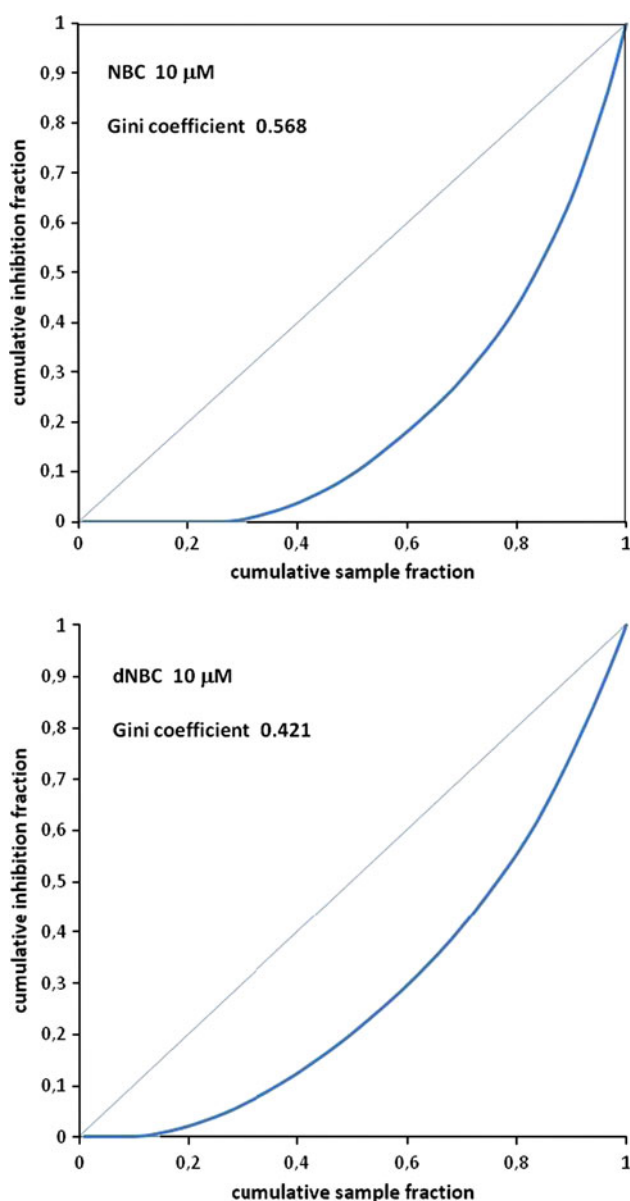 1
0,9
NBC 10 µM
0,8
Gini coefficient 0.568
0,7
0,6
0,5
0,4
0,3
0,2
0,1
0
cumulative inhibition fraction
0 0,2 0,4 0,6 0,8 1
cumulative sample fraction
1
0,9
dNBC 10 µM
0,8
Gini coefficient 0.421
0,7
0,6
0,5
0,4
0,3
0,2
0,1
0
cumulative inhibition fraction
0 0,2 0,4 0,6 0,8 1
cumulative sample fraction